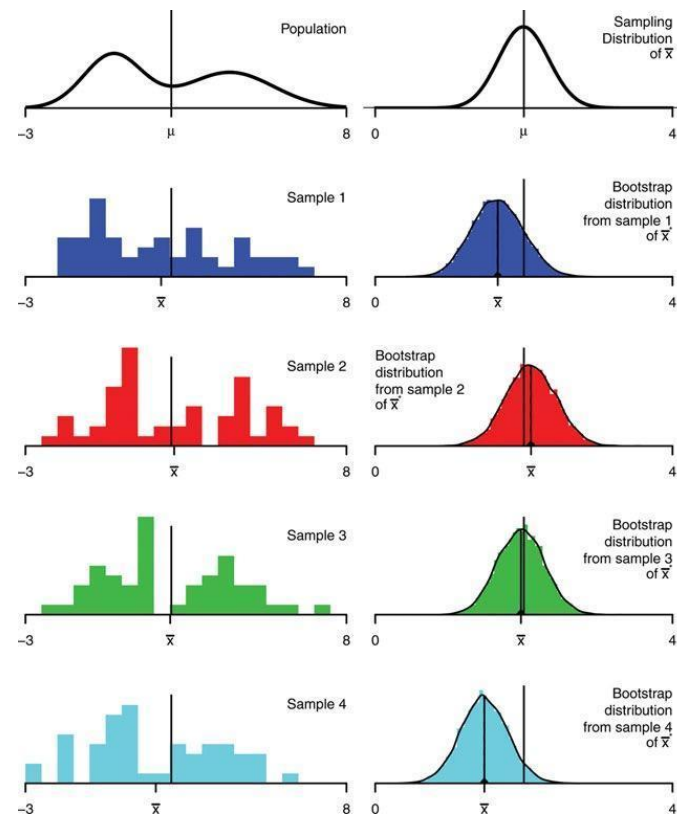 Population
-3 μ 8
Sampling
Distribution
of x̄
0 μ 4
Sample 1
-3 x̄ 8
Bootstrap
distribution
from sample 1
of x̄*
0 x̄ 4
Sample 2
-3 x̄ 8
Bootstrap
distribution
from sample 2
of x̄*
0 x̄ 4
Sample 3
-3 x̄ 8
Bootstrap
distribution
from sample 3
of x̄*
0 x̄ 4
Sample 4
-3 x̄ 8
Bootstrap
distribution
from sample 4
of x̄*
0 x̄ 4